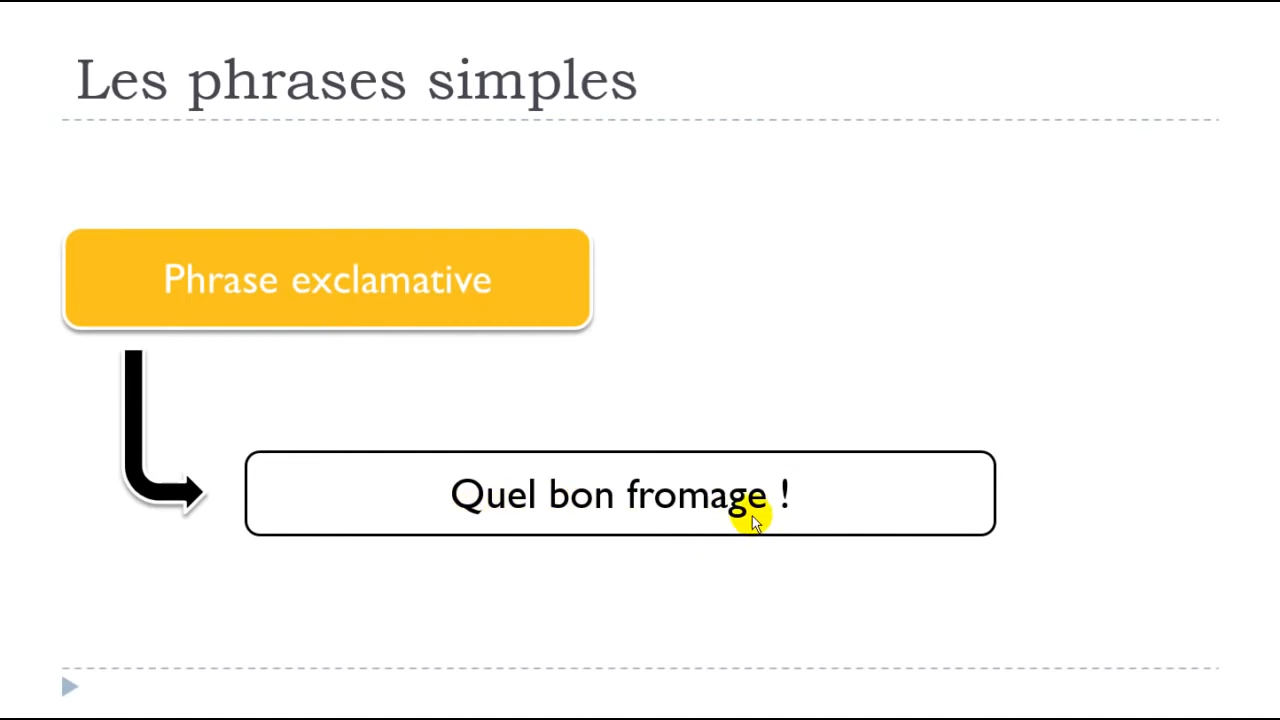 Les phrases simples
Phrase exclamative
Quel bon fromage !